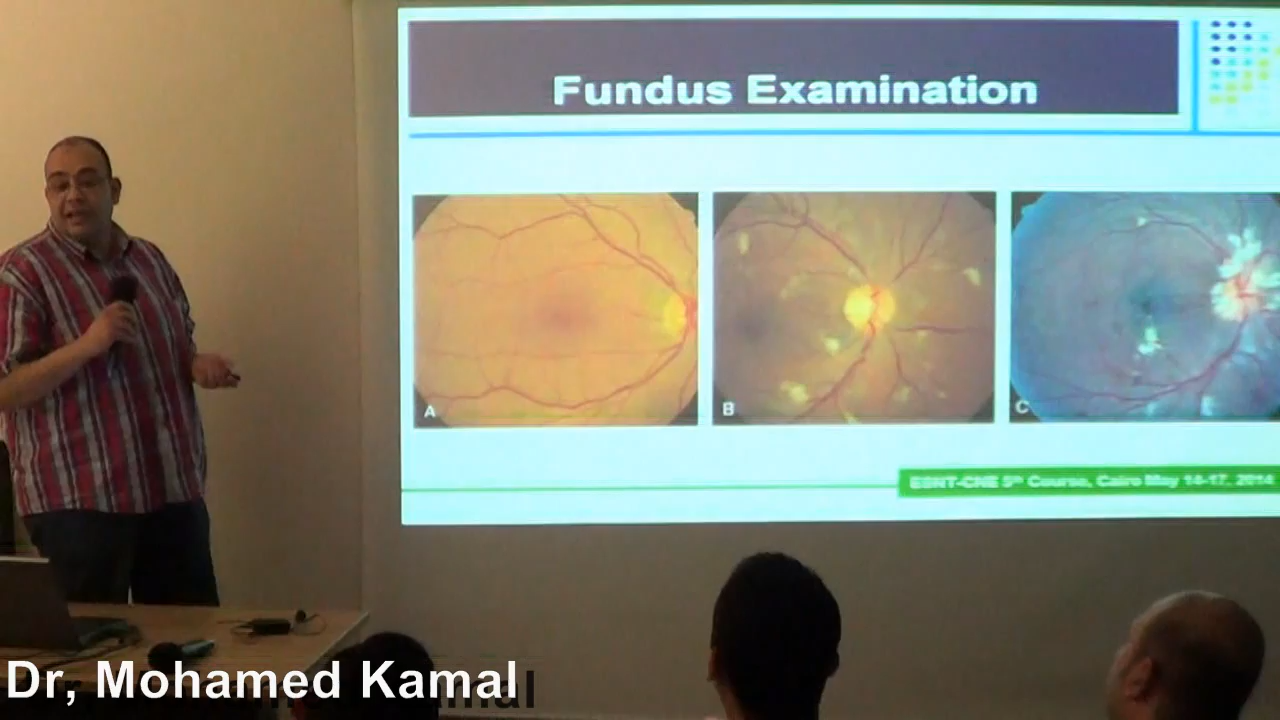 Fundus Examination
A
B
C
ESNT-CNE 5th Course, Cairo May 14-17, 2014
Dr, Mohamed Kamal